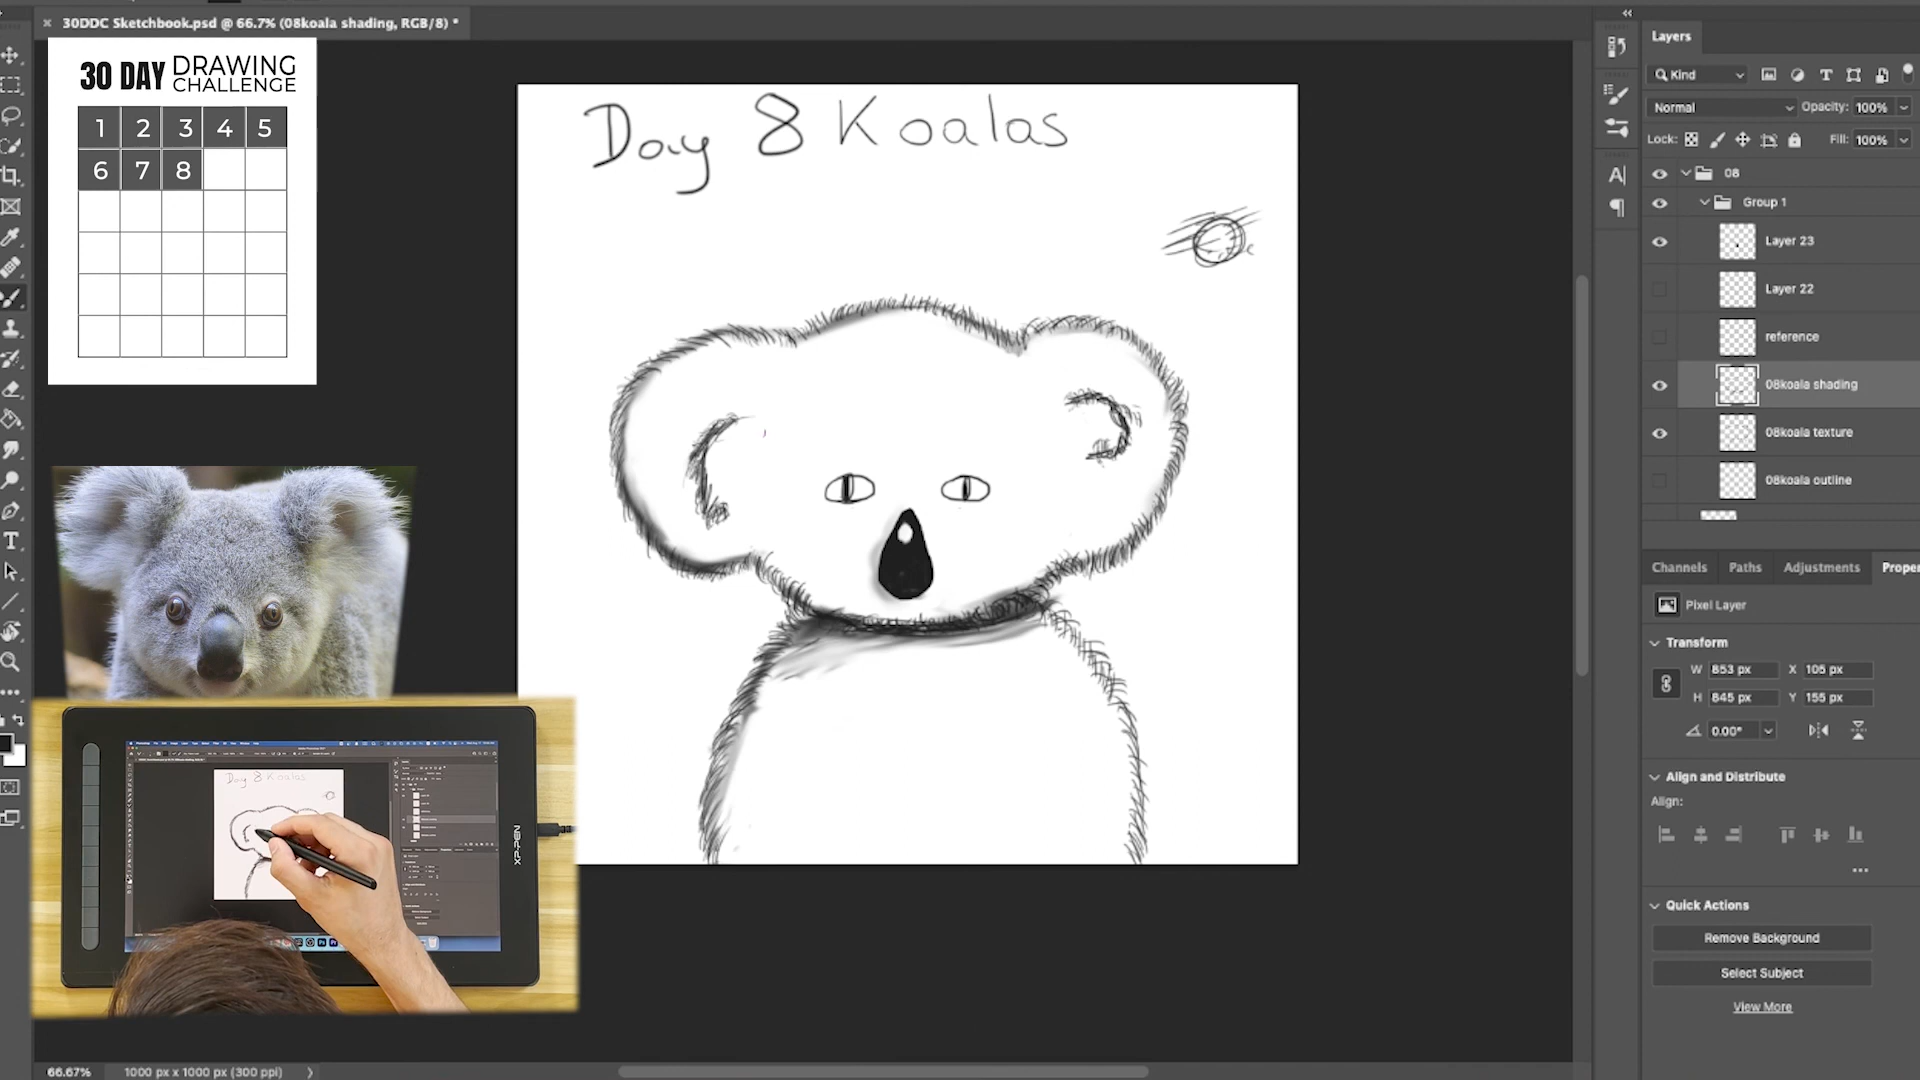 30DDC Sketchbook.psd @ 66.7% (08koala shading, RGB/8) *
30 DAY DRAWING CHALLENGE
1 2 3 4 5
6 7 8
Day 8 Koalas
XPPEN
66.67% 1000 px x 1000 px (300 ppi)
Layers
Kind
Normal Opacity: 100%
Lock: Fill: 100%
08
Group 1
Layer 23
Layer 22
reference
08koala shading
08koala texture
08koala outline
Channels Paths Adjustments Proper
Pixel Layer
Transform
W 853 px X 105 px
H 845 px Y 155 px
0.00°
Align and Distribute
Align:
Quick Actions
Remove Background
Select Subject
View More